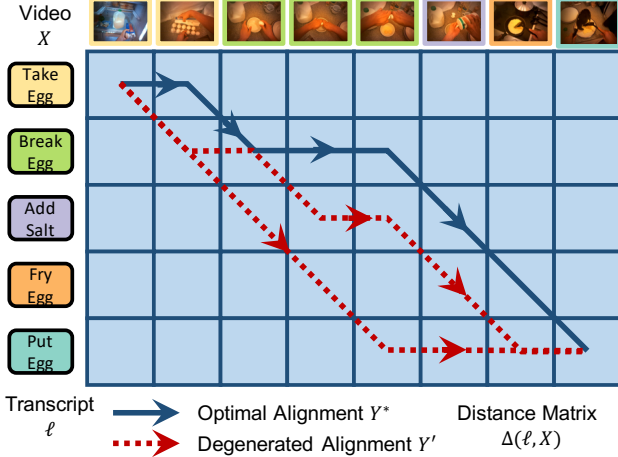 Video
X
Take
Egg
Break
Egg
Add
Salt
Fry
Egg
Put
Egg
Transcript
ℓ
Optimal Alignment Y*
Degenerated Alignment Y′
Distance Matrix
Δ(ℓ, X)